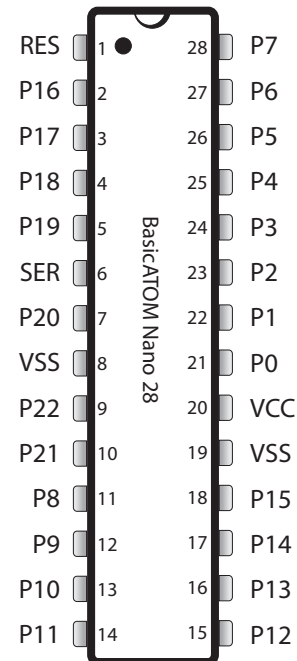 RES 1 28 P7
P16 2 27 P6
P17 3 26 P5
P18 4 25 P4
P19 5 24 P3
SER 6 23 P2
P20 7 22 P1
VSS 8 21 P0
P22 9 20 VCC
P21 10 19 VSS
P8 11 18 P15
P9 12 17 P14
P10 13 16 P13
P11 14 15 P12
BasicATOM Nano 28